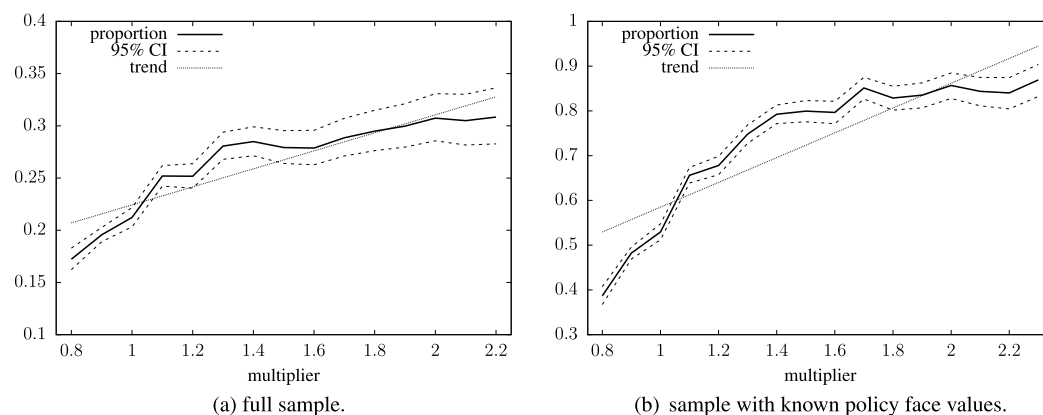 0.4
0.35
0.3
0.25
0.2
0.15
0.1
proportion
95% CI
trend
0.8 1 1.2 1.4 1.6 1.8 2 2.2
multiplier
(a) full sample.
1
0.9
0.8
0.7
0.6
0.5
0.4
0.3
proportion
95% CI
trend
0.8 1 1.2 1.4 1.6 1.8 2 2.2
multiplier
(b) sample with known policy face values.